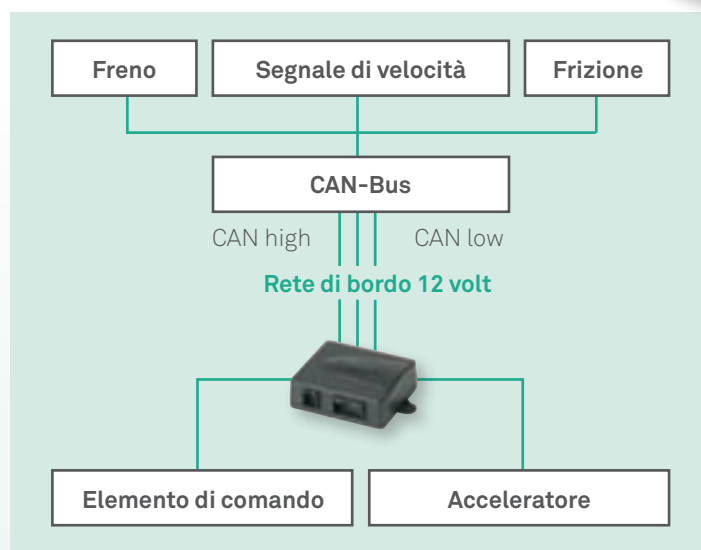 Freno
Segnale di velocità
Frizione
CAN-Bus
CAN high
CAN low
Rete di bordo 12 volt
Elemento di comando
Acceleratore